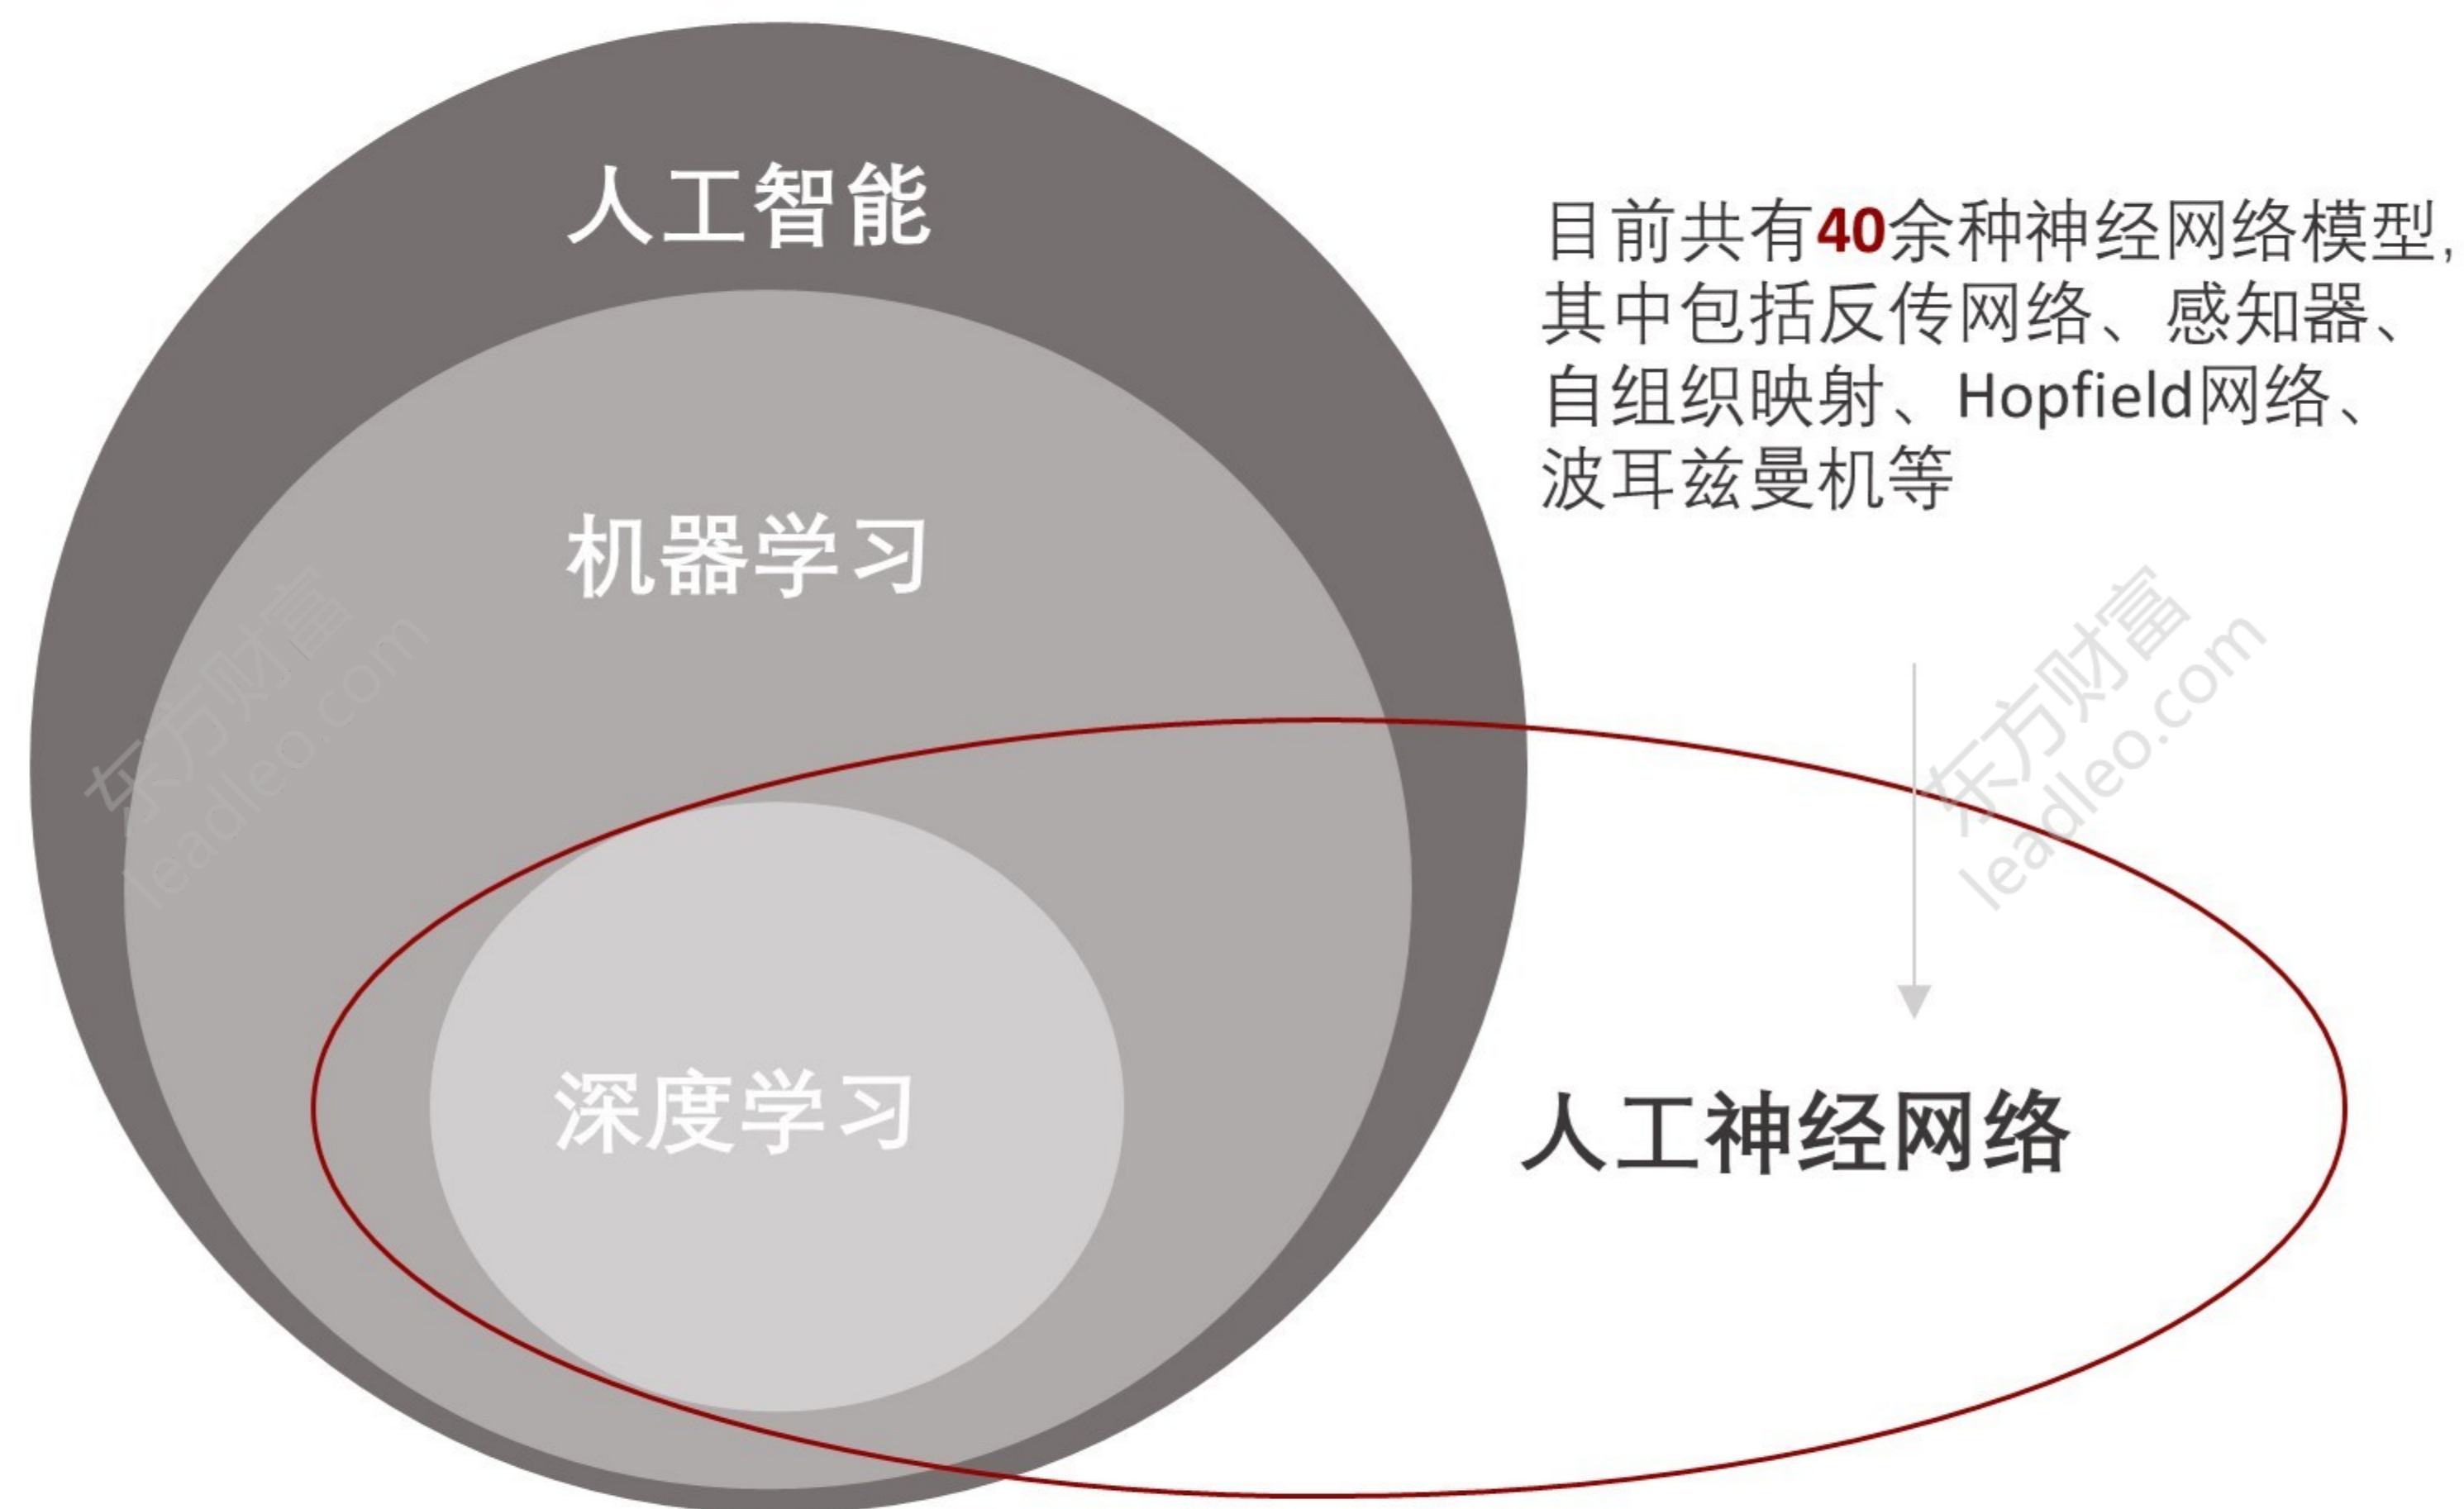 人工智能
目前共有40余种神经网络模型,
其中包括反传网络、感知器、
自组织映射、Hopfield网络、
波耳兹曼机等
机器学习
东方财富
leadleo.com
东方财富
leadleo.com
深度学习
人工神经网络